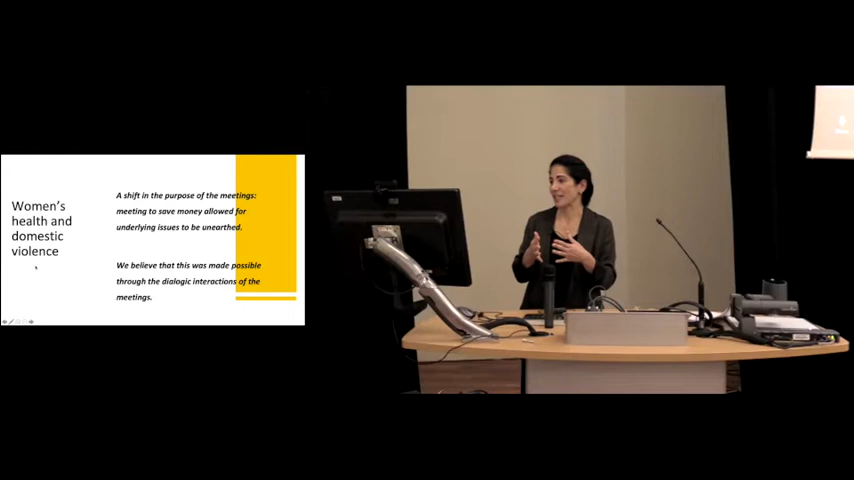 Women's
health and
domestic
violence
A shift in the purpose of the meetings:
meeting to save money allowed for
underlying issues to be unearthed.
We believe that this was made possible
through the dialogic interactions of the
meetings.